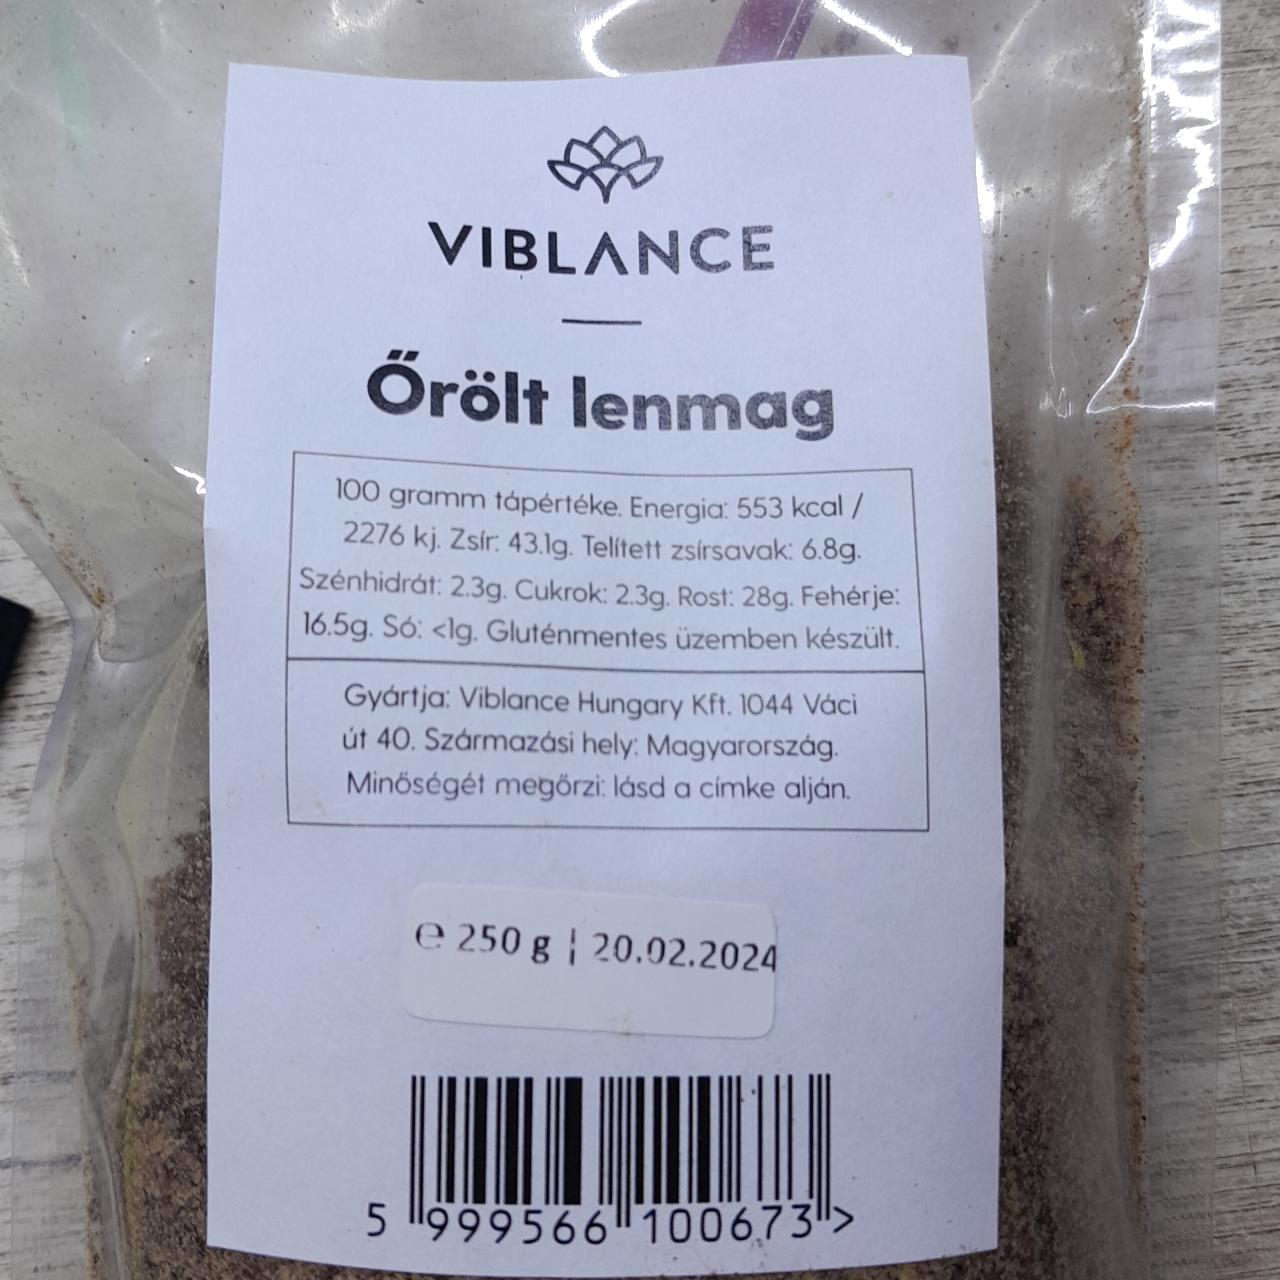 VIBLANCE
Őrölt lenmag
100 gramm tápértéke. Energia: 553 kcal /
2276 kj. Zsír: 43.1g. Telített zsírsavak: 6.8g.
Szénhidrát: 2.3g. Cukrok: 2.3g. Rost: 28g. Fehérje:
16.5g. Só: <1g. Gluténmentes üzemben készült.
Gyártja: Viblance Hungary Kft. 1044 Váci
út 40. Származási hely: Magyarország.
Minőségét megőrzi: lásd a címke alján.
℮ 250 g ¦ 20.02.2024
5 999566 100673 >